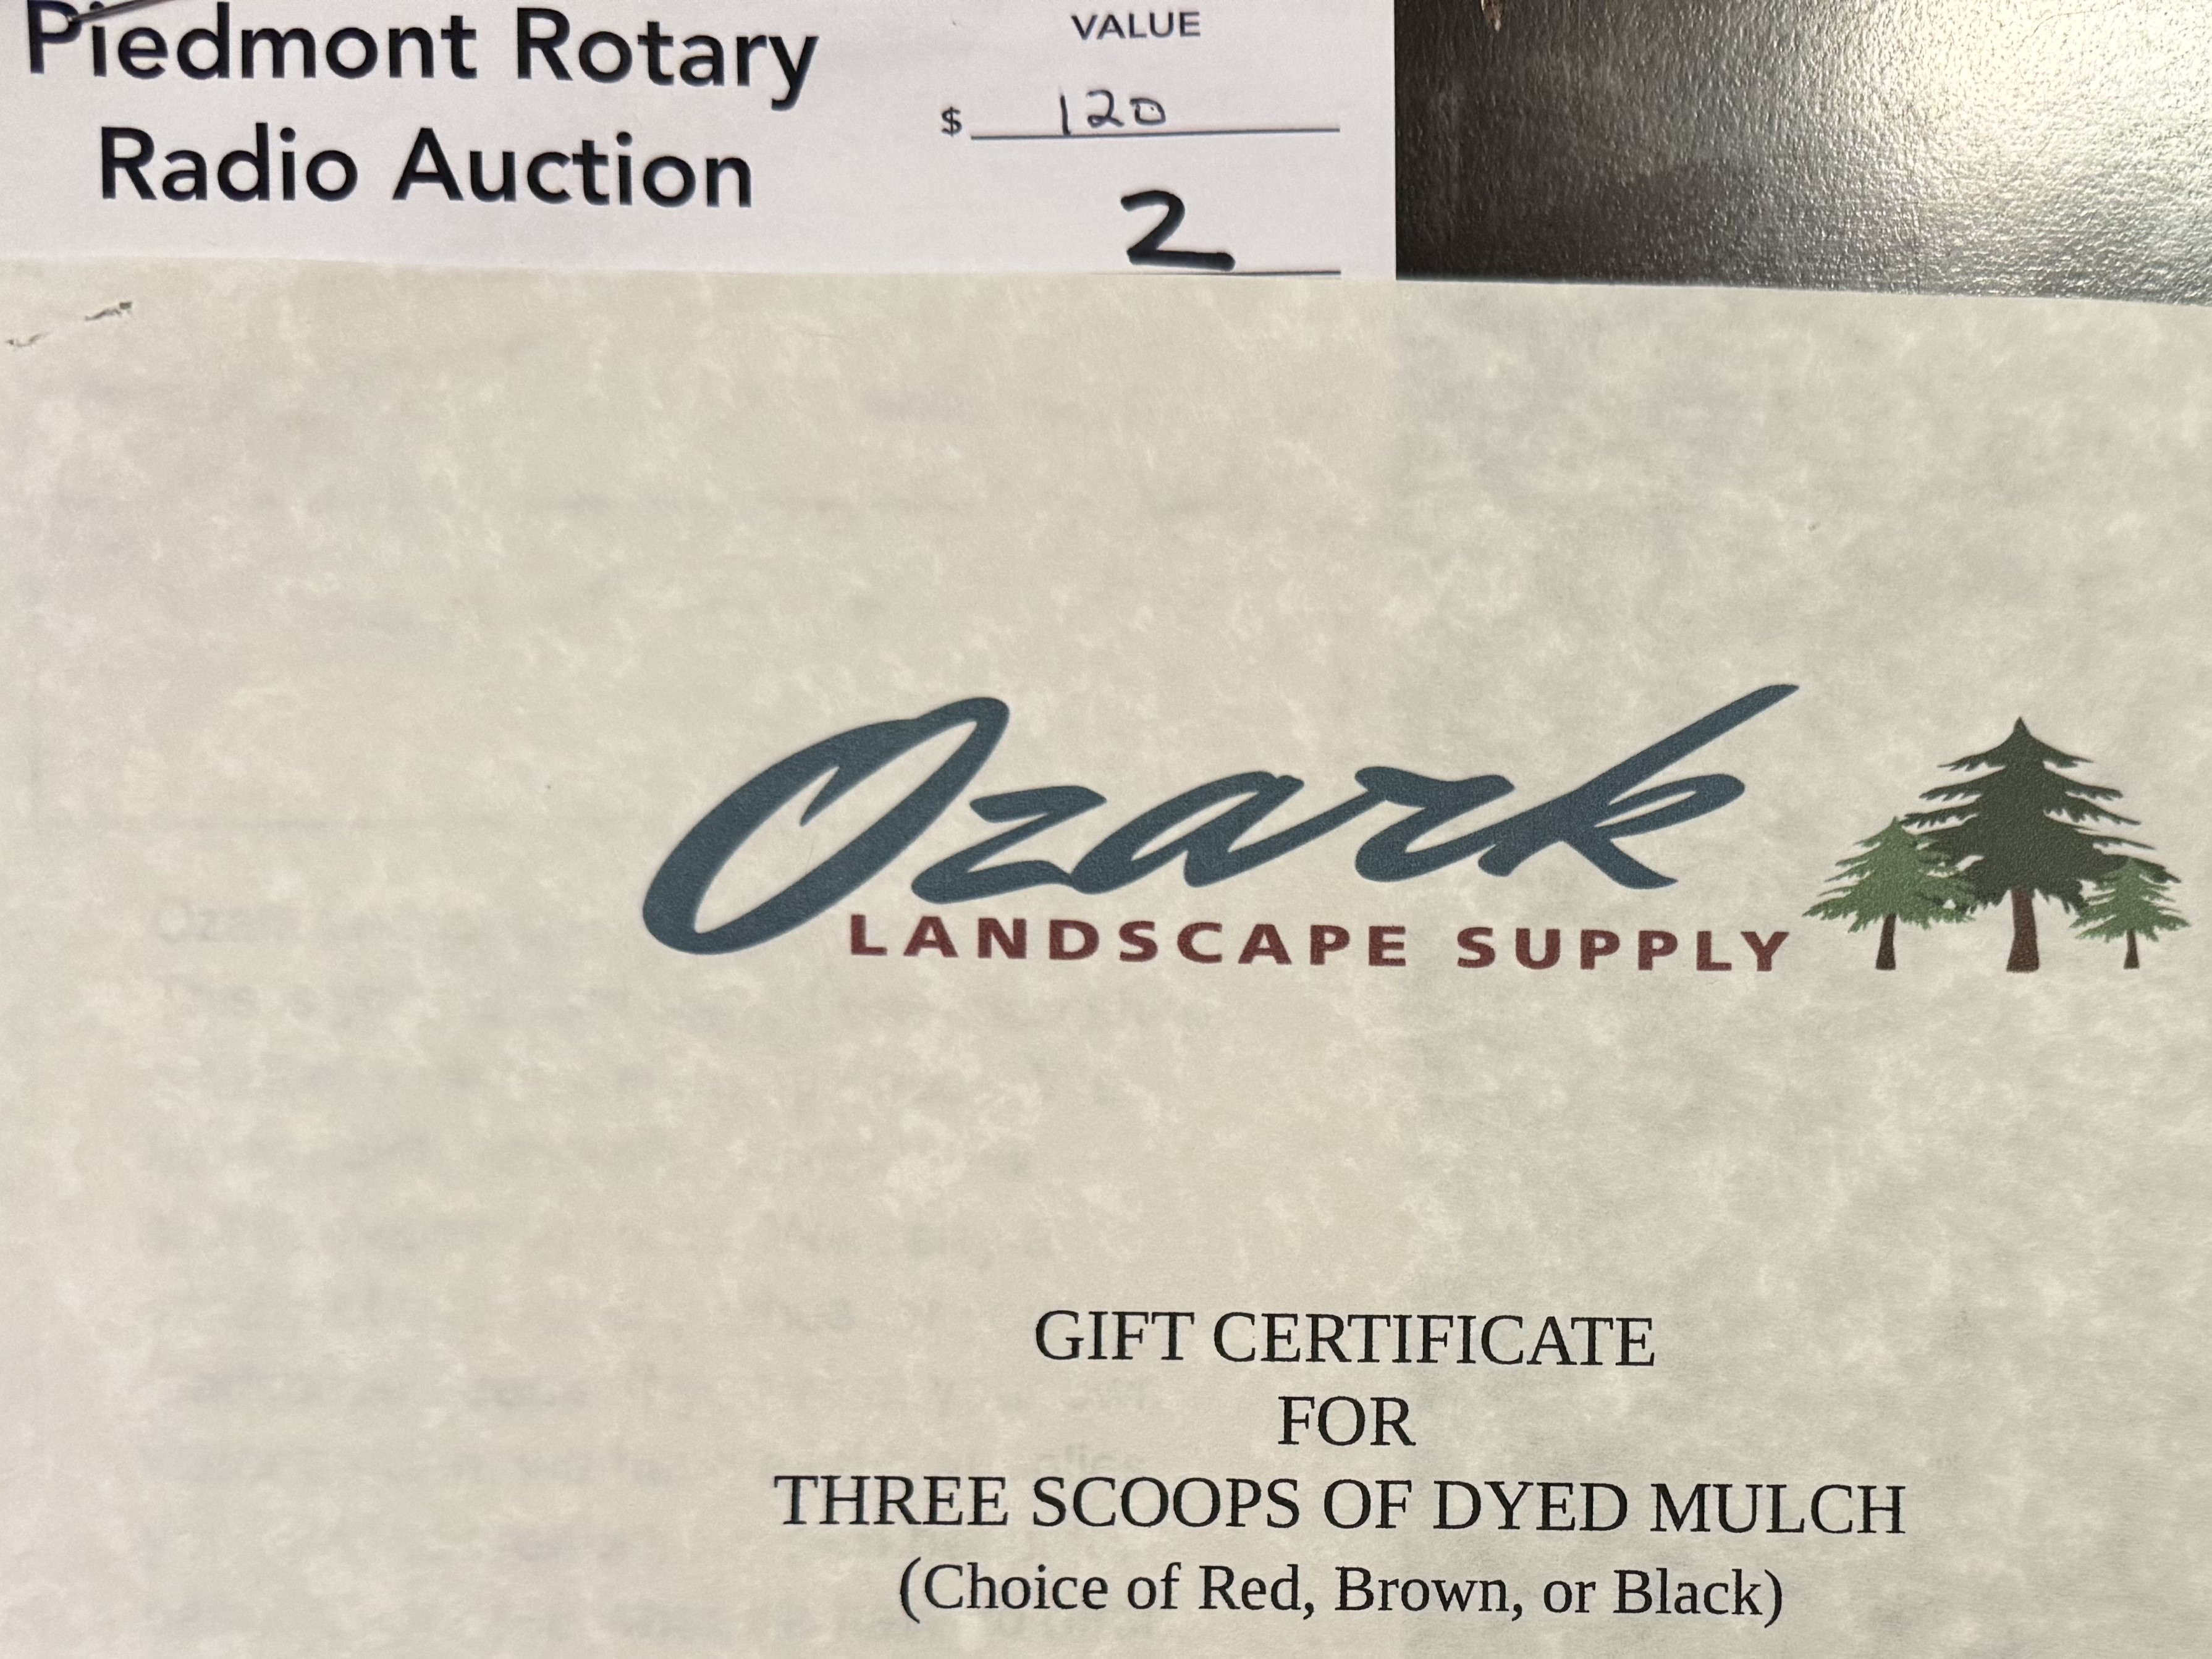 Piedmont Rotary
Radio Auction
VALUE
$ 120
2
Ozark
LANDSCAPE SUPPLY
GIFT CERTIFICATE
FOR
THREE SCOOPS OF DYED MULCH
(Choice of Red, Brown, or Black)